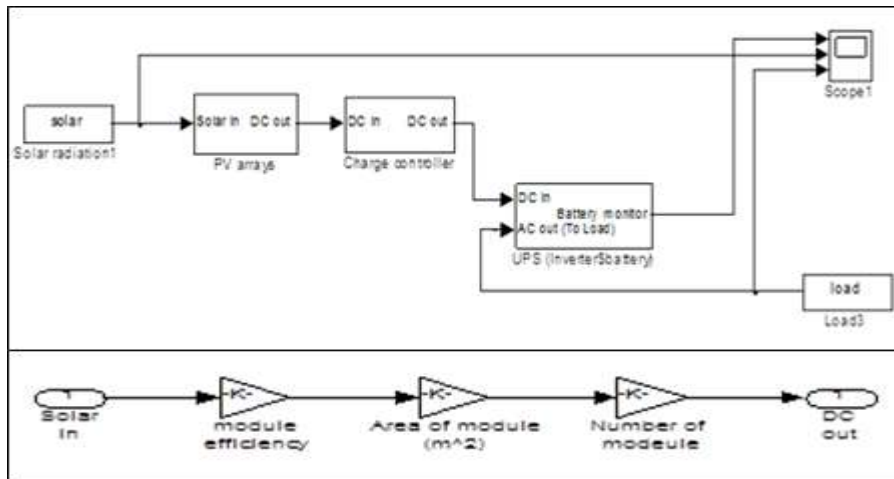 Scope1
solar
Solar radiation1
Solar In DC out
PV arrays
DC In DC out
Charge controller
DC In
Battery monitor
AC out (To Load)
UPS (Inverter$battery)
load
Load3
1
Solar
In
-K-
module
efficiency
-K-
Area of module
(m^2)
-K-
Number of
modeule
1
DC
out